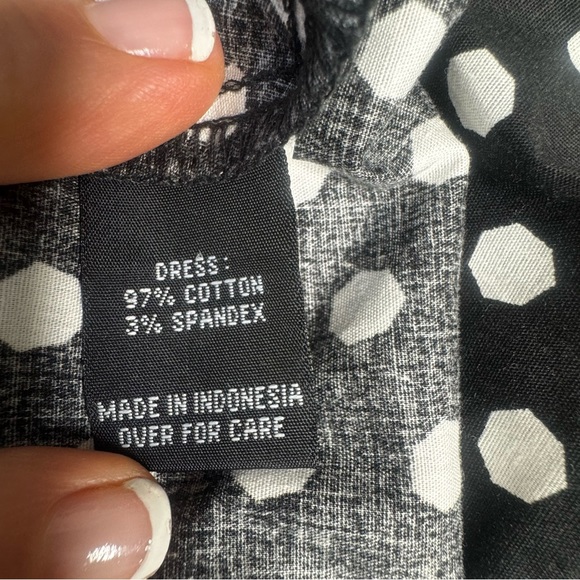 DRESS:
97% COTTON
3% SPANDEX
MADE IN INDONESIA
OVER FOR CARE